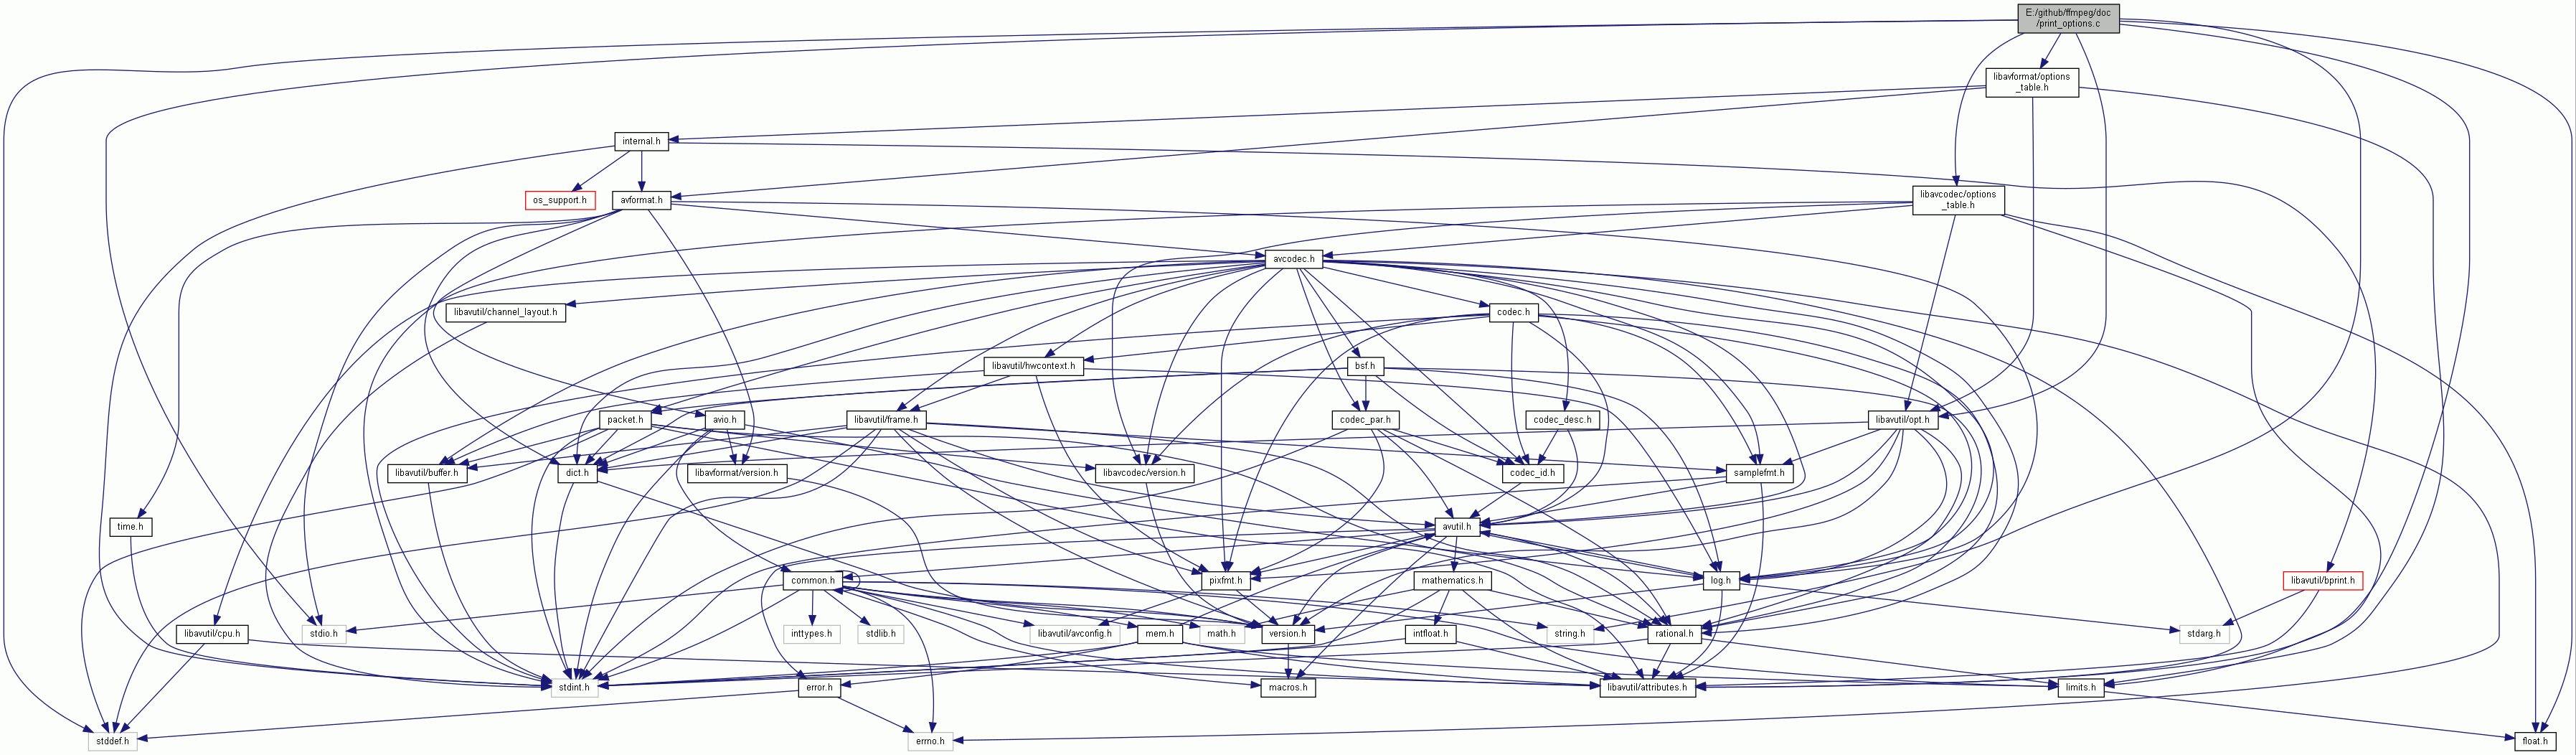 E:/github/ffmpeg/doc
/print_options.c
libavformat/options
_table.h
internal.h
os_support.h
avformat.h
libavcodec/options
_table.h
avcodec.h
libavutil/channel_layout.h
codec.h
libavutil/hwcontext.h
bsf.h
packet.h
avio.h
libavutil/frame.h
codec_par.h
codec_desc.h
libavutil/opt.h
libavutil/buffer.h
dict.h
libavformat/version.h
libavcodec/version.h
codec_id.h
samplefmt.h
time.h
avutil.h
common.h
pixfmt.h
mathematics.h
log.h
libavutil/bprint.h
libavutil/cpu.h
stdio.h
inttypes.h
stdlib.h
libavutil/avconfig.h
mem.h
math.h
version.h
intfloat.h
string.h
rational.h
stdarg.h
stdint.h
error.h
macros.h
libavutil/attributes.h
limits.h
stddef.h
errno.h
float.h